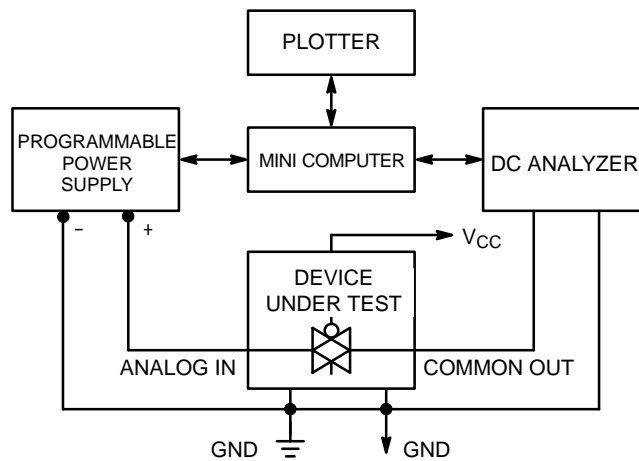 PLOTTER
PROGRAMMABLE
POWER
SUPPLY
MINI COMPUTER
DC ANALYZER
– +
VCC
DEVICE
UNDER TEST
ANALOG IN
COMMON OUT
GND
GND